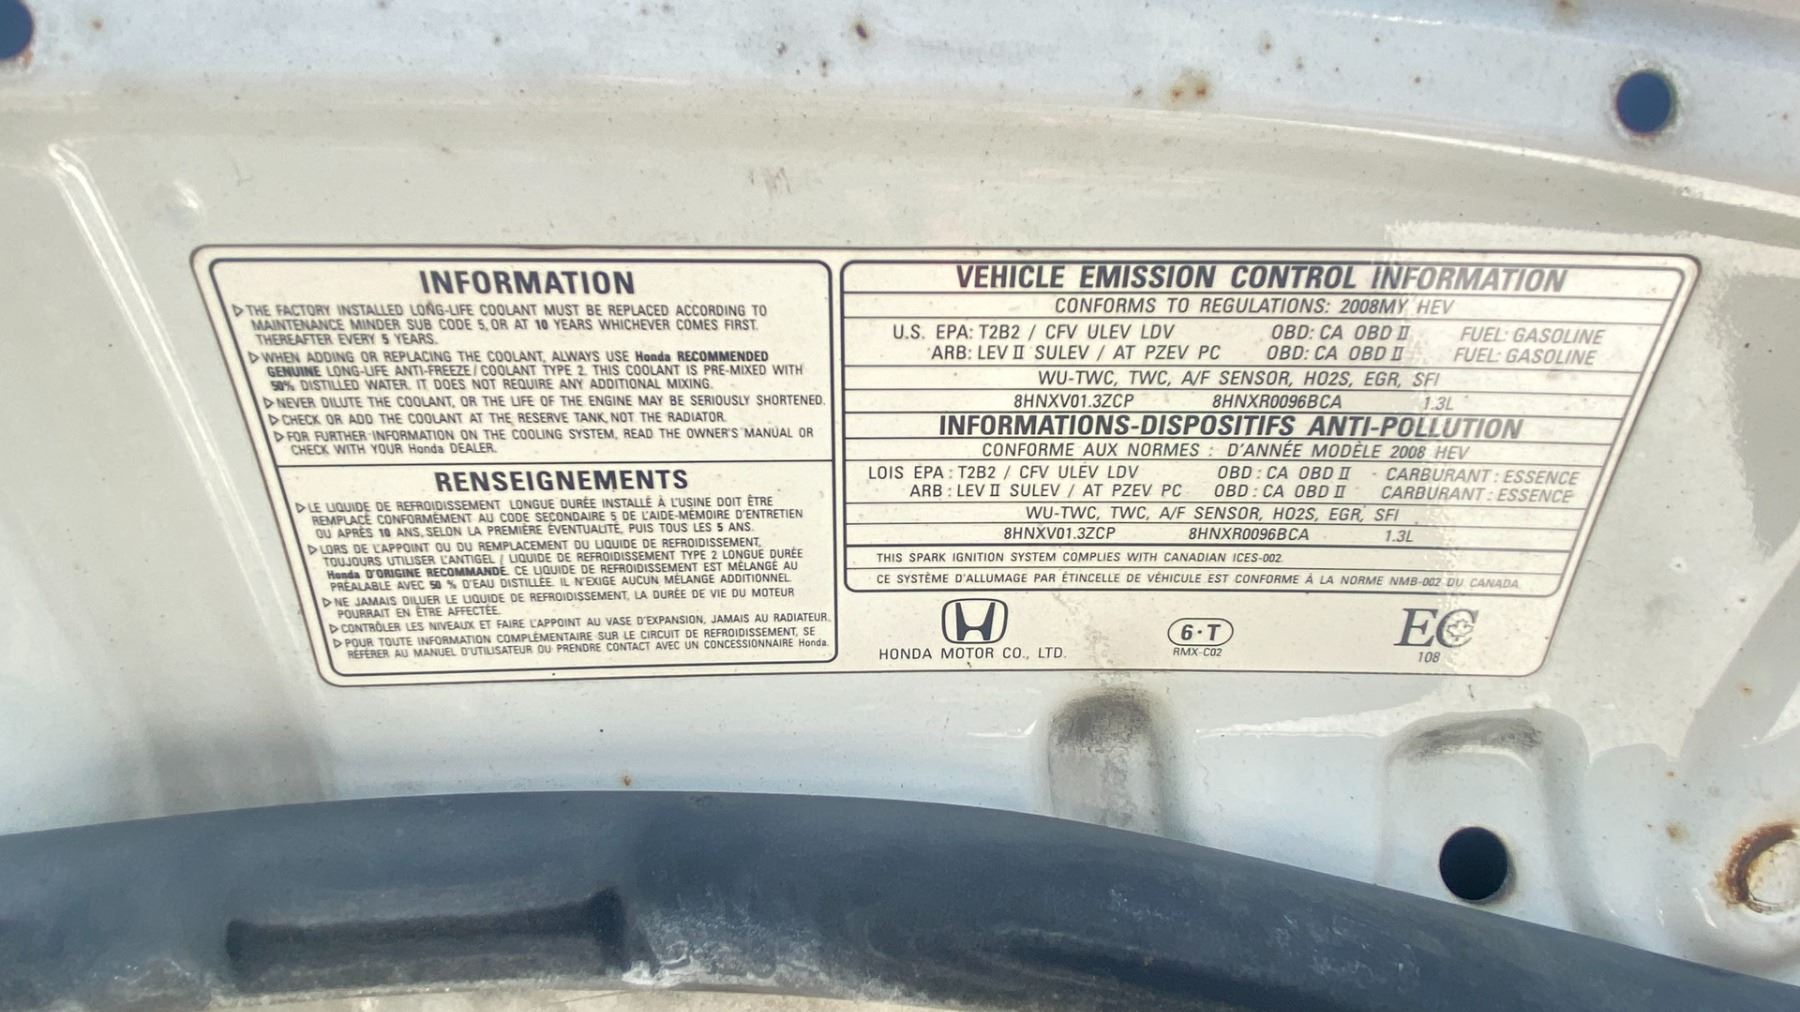 INFORMATION
▷THE FACTORY INSTALLED LONG-LIFE COOLANT MUST BE REPLACED ACCORDING TO
MAINTENANCE MINDER SUB CODE 5, OR AT 10 YEARS WHICHEVER COMES FIRST.
THEREAFTER EVERY 5 YEARS.
▷WHEN ADDING OR REPLACING THE COOLANT, ALWAYS USE Honda RECOMMENDED
GENUINE LONG-LIFE ANTI-FREEZE/COOLANT TYPE 2. THIS COOLANT IS PRE-MIXED WITH
50% DISTILLED WATER. IT DOES NOT REQUIRE ANY ADDITIONAL MIXING.
▷NEVER DILUTE THE COOLANT, OR THE LIFE OF THE ENGINE MAY BE SERIOUSLY SHORTENED.
▷CHECK OR ADD THE COOLANT AT THE RESERVE TANK, NOT THE RADIATOR.
▷FOR FURTHER INFORMATION ON THE COOLING SYSTEM, READ THE OWNER'S MANUAL OR
CHECK WITH YOUR Honda DEALER.
RENSEIGNEMENTS
▷LE LIQUIDE DE REFROIDISSEMENT LONGUE DURÉE INSTALLÉ À L'USINE DOIT ÊTRE
REMPLACÉ CONFORMÉMENT AU CODE SECONDAIRE 5 DE L'AIDE-MÉMOIRE D'ENTRETIEN
OU APRÈS 10 ANS, SELON LA PREMIÈRE ÉVENTUALITÉ, PUIS TOUS LES 5 ANS.
▷LORS DE L'APPOINT OU DU REMPLACEMENT DU LIQUIDE DE REFROIDISSEMENT,
TOUJOURS UTILISER L'ANTIGEL / LIQUIDE DE REFROIDISSEMENT TYPE 2 LONGUE DURÉE
Honda D'ORIGINE RECOMMANDÉ. CE LIQUIDE DE REFROIDISSEMENT EST MÉLANGÉ AU
PRÉALABLE AVEC 50 % D'EAU DISTILLÉE. IL N'EXIGE AUCUN MÉLANGE ADDITIONNEL.
▷NE JAMAIS DILUER LE LIQUIDE DE REFROIDISSEMENT, LA DURÉE DE VIE DU MOTEUR
POURRAIT EN ÊTRE AFFECTÉE.
▷CONTRÔLER LES NIVEAUX ET FAIRE L'APPOINT AU VASE D'EXPANSION, JAMAIS AU RADIATEUR.
▷POUR TOUTE INFORMATION COMPLÉMENTAIRE SUR LE CIRCUIT DE REFROIDISSEMENT, SE
RÉFÉRER AU MANUEL D'UTILISATEUR OU PRENDRE CONTACT AVEC UN CONCESSIONNAIRE Honda.
VEHICLE EMISSION CONTROL INFORMATION
CONFORMS TO REGULATIONS: 2008MY HEV
U.S. EPA: T2B2 / CFV ULEV LDV OBD: CA OBD II FUEL: GASOLINE
ARB: LEV II SULEV / AT PZEV PC OBD: CA OBD II FUEL: GASOLINE
WU-TWC, TWC, A/F SENSOR, HO2S, EGR, SFI
8HNXV01.3ZCP 8HNXR0096BCA 1.3L
INFORMATIONS-DISPOSITIFS ANTI-POLLUTION
CONFORME AUX NORMES : D'ANNÉE MODÈLE 2008 HEV
LOIS EPA : T2B2 / CFV ULEV LDV OBD : CA OBD II - CARBURANT : ESSENCE
ARB : LEV II SULEV / AT PZEV PC OBD : CA OBD II CARBURANT : ESSENCE
WU-TWC, TWC, A/F SENSOR, HO2S, EGR, SFI
8HNXV01.3ZCP 8HNXR0096BCA 1.3L
THIS SPARK IGNITION SYSTEM COMPLIES WITH CANADIAN ICES-002.
CE SYSTÈME D'ALLUMAGE PAR ÉTINCELLE DE VÉHICULE EST CONFORME À LA NORME NMB-002 DU CANADA.
HONDA MOTOR CO., LTD.
6·T
RMX-C02
EC
108